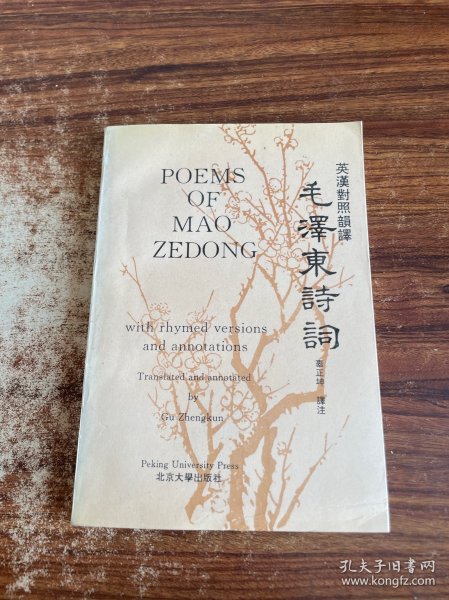 POEMS
OF
MAO
ZEDONG
with rhymed versions
and annotations
Translated and annotated
by
Gu Zhengkun
Peking University Press
北京大學出版社
英漢對照韻譯
毛澤東詩詞
辜正坤 譯注
孔夫子旧书网
www.kongfz.com